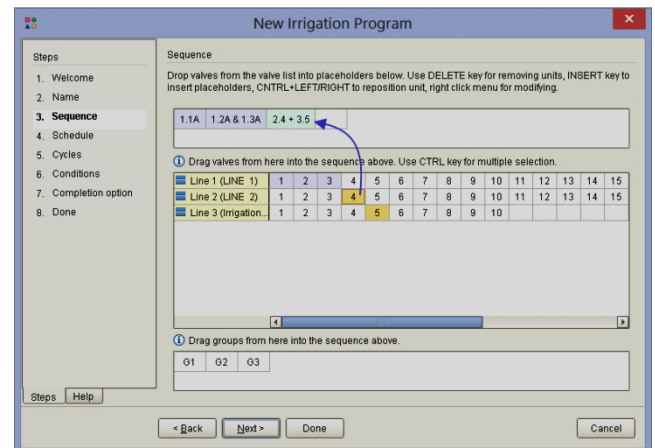 New Irrigation Program
Steps
1. Welcome
2. Name
3. Sequence
4. Schedule
5. Cycles
6. Conditions
7. Completion option
8. Done
Steps Help
Sequence
Drop valves from the valve list into placeholders below. Use DELETE key for removing units, INSERT key to
insert placeholders, CNTRL+LEFT/RIGHT to reposition unit, right click menu for modifying.
1.1A 1.2A & 1.3A 2.4 + 3.5
Drag valves from here into the sequence above. Use CTRL key for multiple selection.
Line 1 (LINE 1) 1 2 3 4 5 6 7 8 9 10 11 12 13 14 15
Line 2 (LINE 2) 1 2 3 4 5 6 7 8 9 10 11 12 13 14 15
Line 3 (Irrigation... 1 2 3 4 5 6 7 8 9 10
Drag groups from here into the sequence above.
G1 G2 G3
< Back Next > Done Cancel